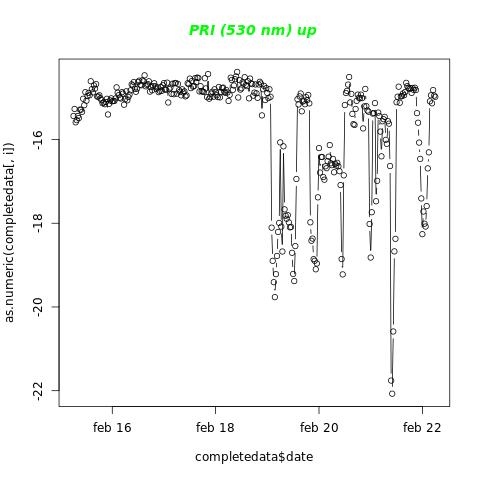 PRI (530 nm) up
as.numeric(completedata[, i])
-16
-18
-20
-22
feb 16
feb 18
feb 20
feb 22
completedata$date